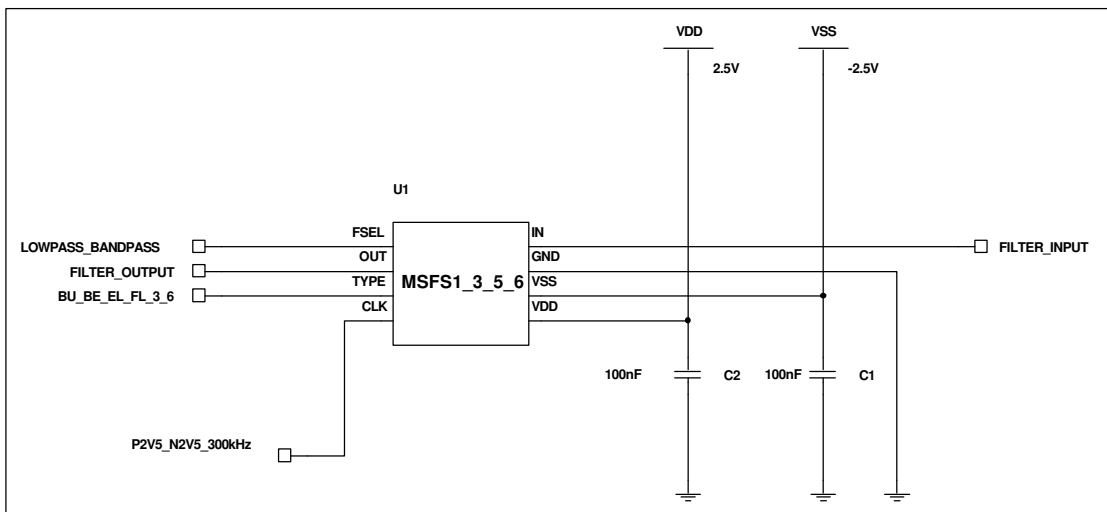 VDD VSS
2.5V -2.5V
U1
FSEL IN
LOWPASS_BANDPASS FILTER_INPUT
OUT GND
FILTER_OUTPUT MSFS1_3_5_6
TYPE VSS
BU_BE_EL_FL_3_6
CLK VDD
100nF C2 100nF C1
P2V5_N2V5_300kHz